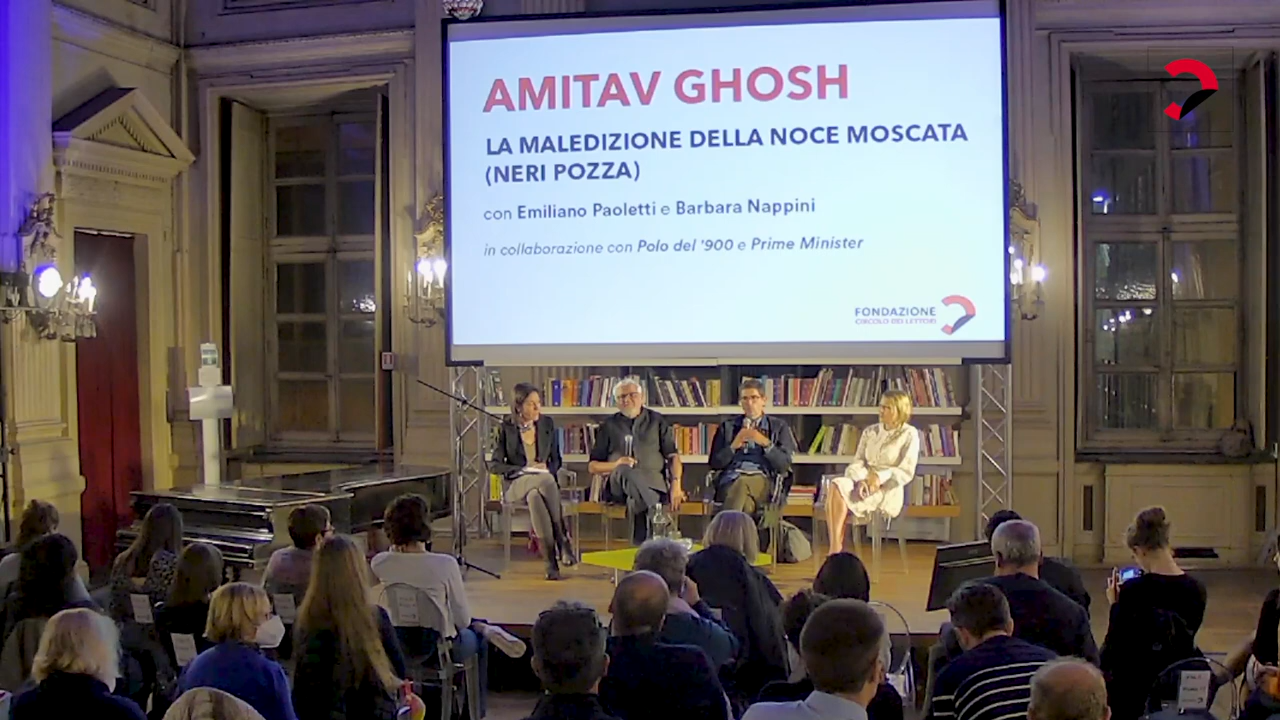 AMITAV GHOSH
LA MALEDIZIONE DELLA NOCE MOSCATA
(NERI POZZA)
con Emiliano Paoletti e Barbara Nappini
in collaborazione con Polo del '900 e Prime Minister
FONDAZIONE
CIRCOLO DEI LETTORI